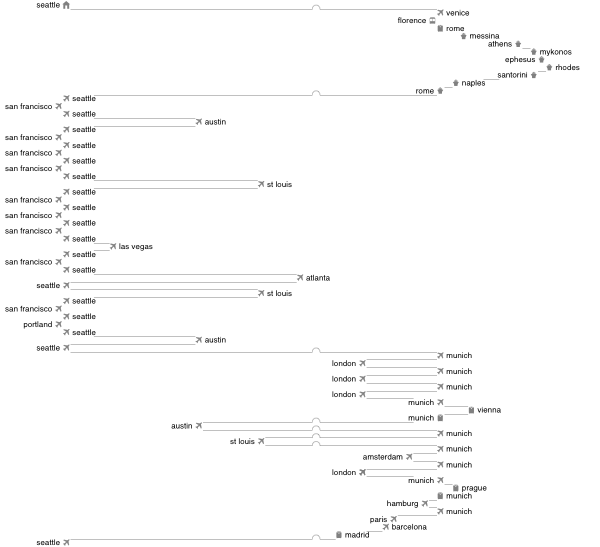 seattle
venice
florence
rome
messina
athens
mykonos
ephesus
rhodes
santorini
naples
rome
seattle
san francisco
seattle
austin
seattle
san francisco
seattle
san francisco
seattle
san francisco
seattle
st louis
seattle
san francisco
seattle
san francisco
seattle
san francisco
seattle
las vegas
seattle
san francisco
seattle
atlanta
seattle
st louis
seattle
san francisco
portland
seattle
austin
seattle
munich
london
munich
london
munich
london
munich
vienna
munich
austin
munich
st louis
munich
amsterdam
munich
london
munich
prague
munich
hamburg
munich
paris
barcelona
madrid
seattle